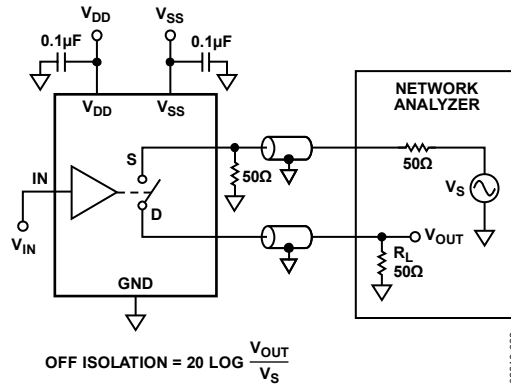 VDD
VSS
0.1µF
0.1µF
VDD
VSS
NETWORK
ANALYZER
S
50Ω
50Ω
VS
IN
D
VOUT
VIN
RL
50Ω
GND
OFF ISOLATION = 20 LOG VOUT
VS